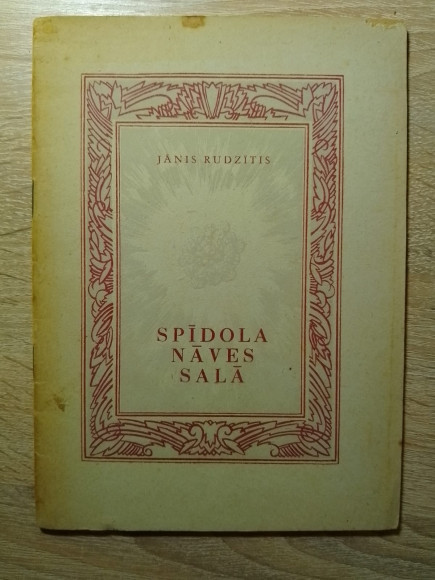 JĀNIS RUDZĪTIS
SPĪDOLA
NĀVES
SALĀ